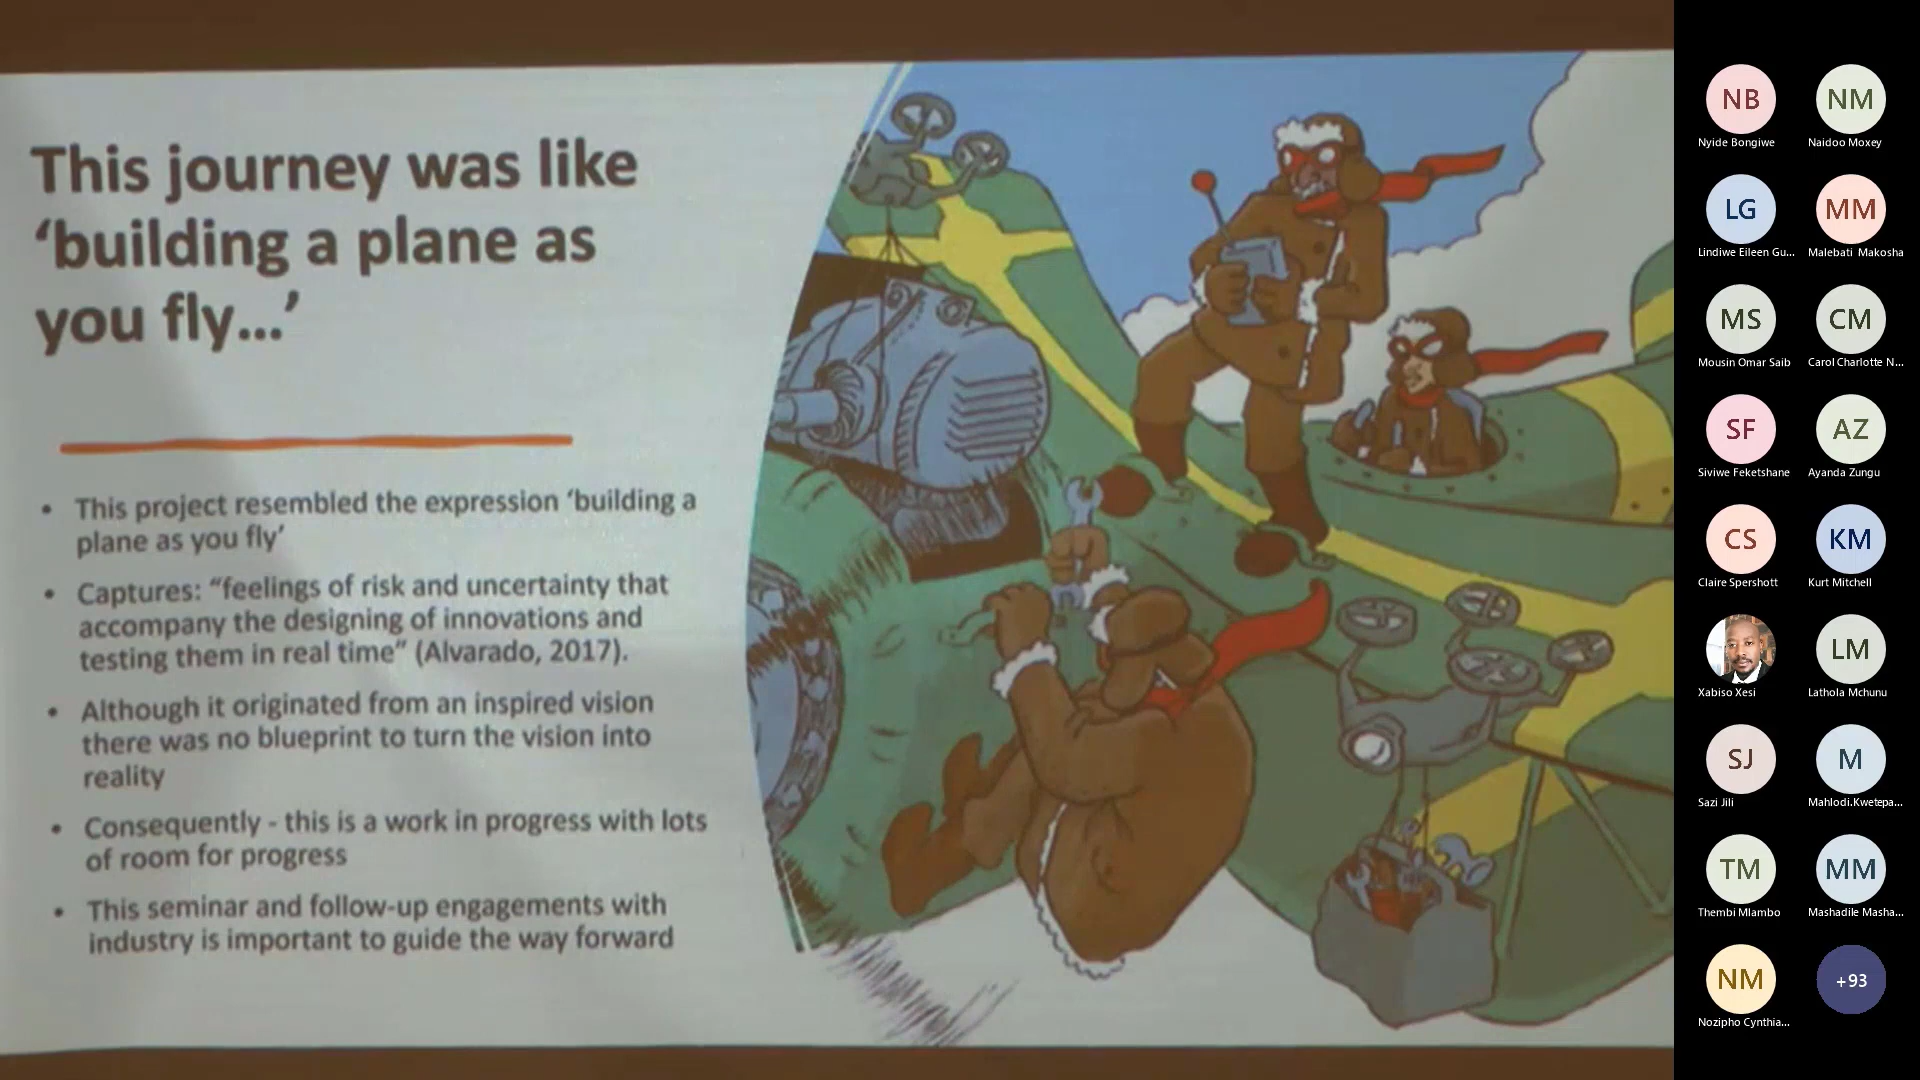 This journey was like
‘building a plane as
you fly...’
• This project resembled the expression ‘building a
plane as you fly’
• Captures: “feelings of risk and uncertainty that
accompany the designing of innovations and
testing them in real time” (Alvarado, 2017).
• Although it originated from an inspired vision
there was no blueprint to turn the vision into
reality
• Consequently - this is a work in progress with lots
of room for progress
• This seminar and follow-up engagements with
industry is important to guide the way forward
NB NM
Nyide Bongiwe Naidoo Moxey
LG MM
Lindiwe Eileen Gu... Malebati Makosha
MS CM
Mousin Omar Saib Carol Charlotte N...
SF AZ
Siviwe Feketshane Ayanda Zungu
CS KM
Claire Spershott Kurt Mitchell
LM
Xabiso Xesi Lathola Mchunu
SJ M
Sazi Jili Mahlodi.Kwetepa...
TM MM
Thembi Mlambo Mashadile Masha...
NM +93
Nozipho Cynthia...